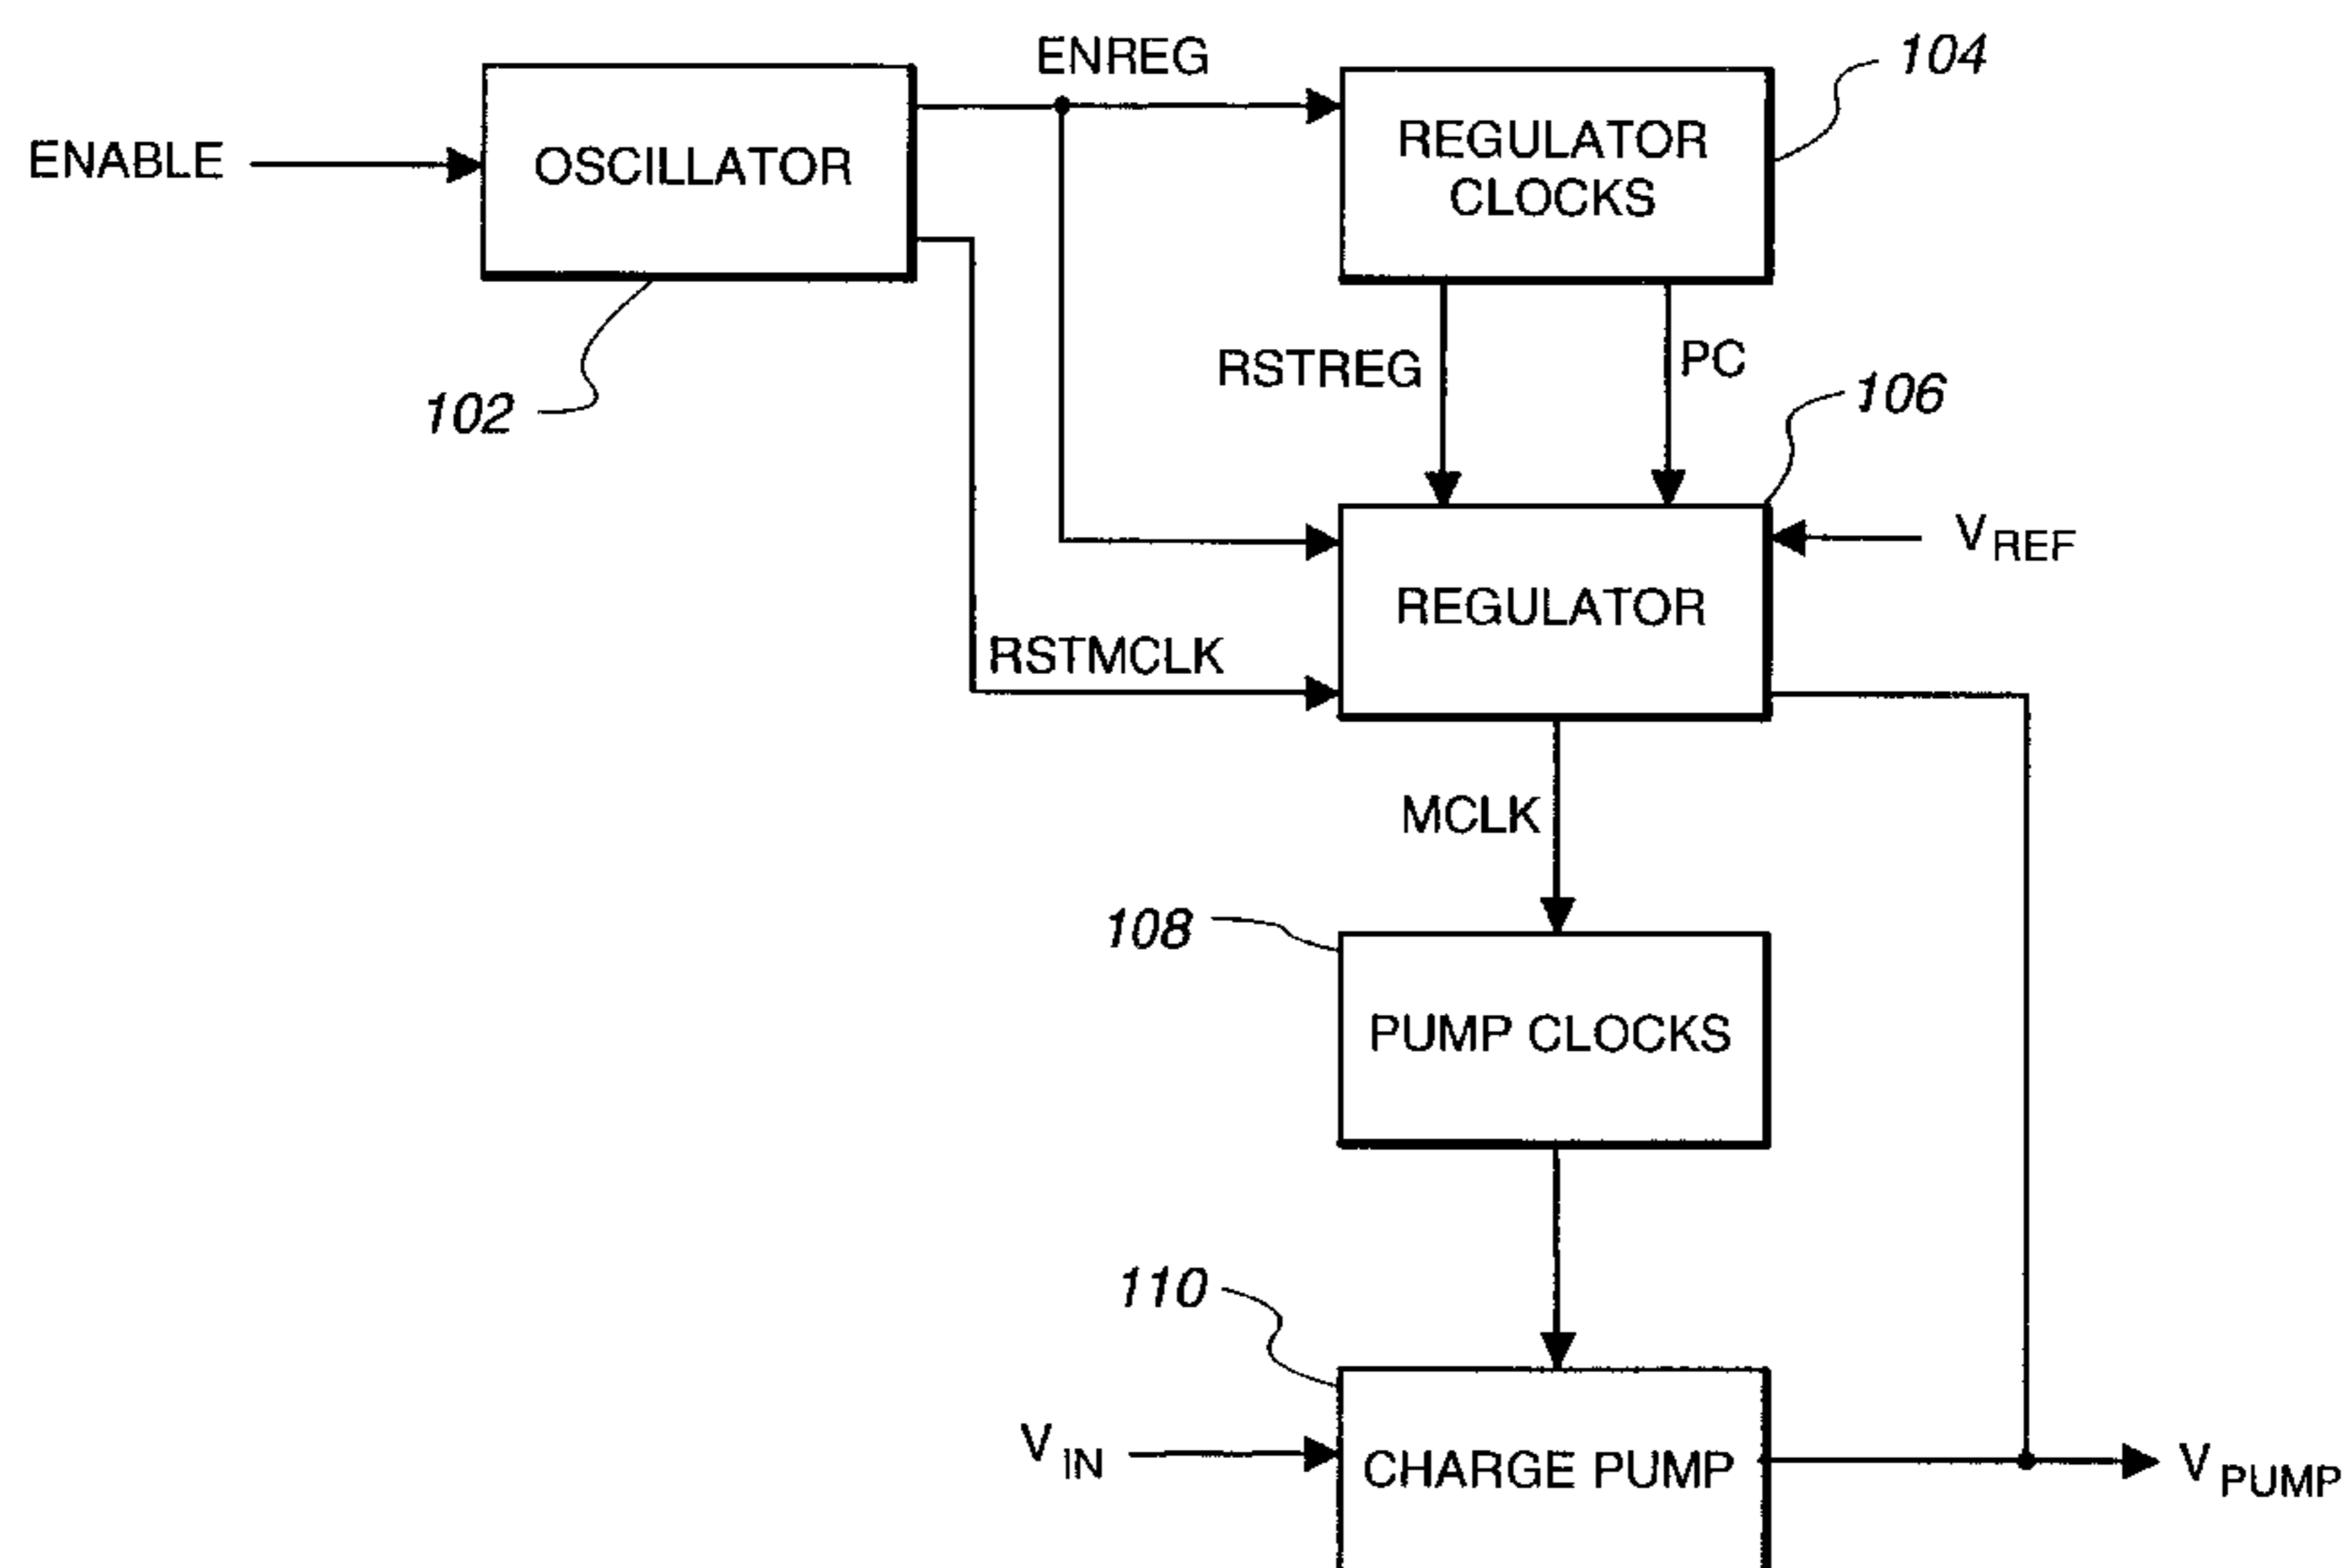 ENREG
104
ENABLE
OSCILLATOR
REGULATOR
CLOCKS
RSTREG
PC
102
106
VREF
REGULATOR
RSTMCLK
MCLK
108
PUMP CLOCKS
110
VIN
CHARGE PUMP
VPUMP